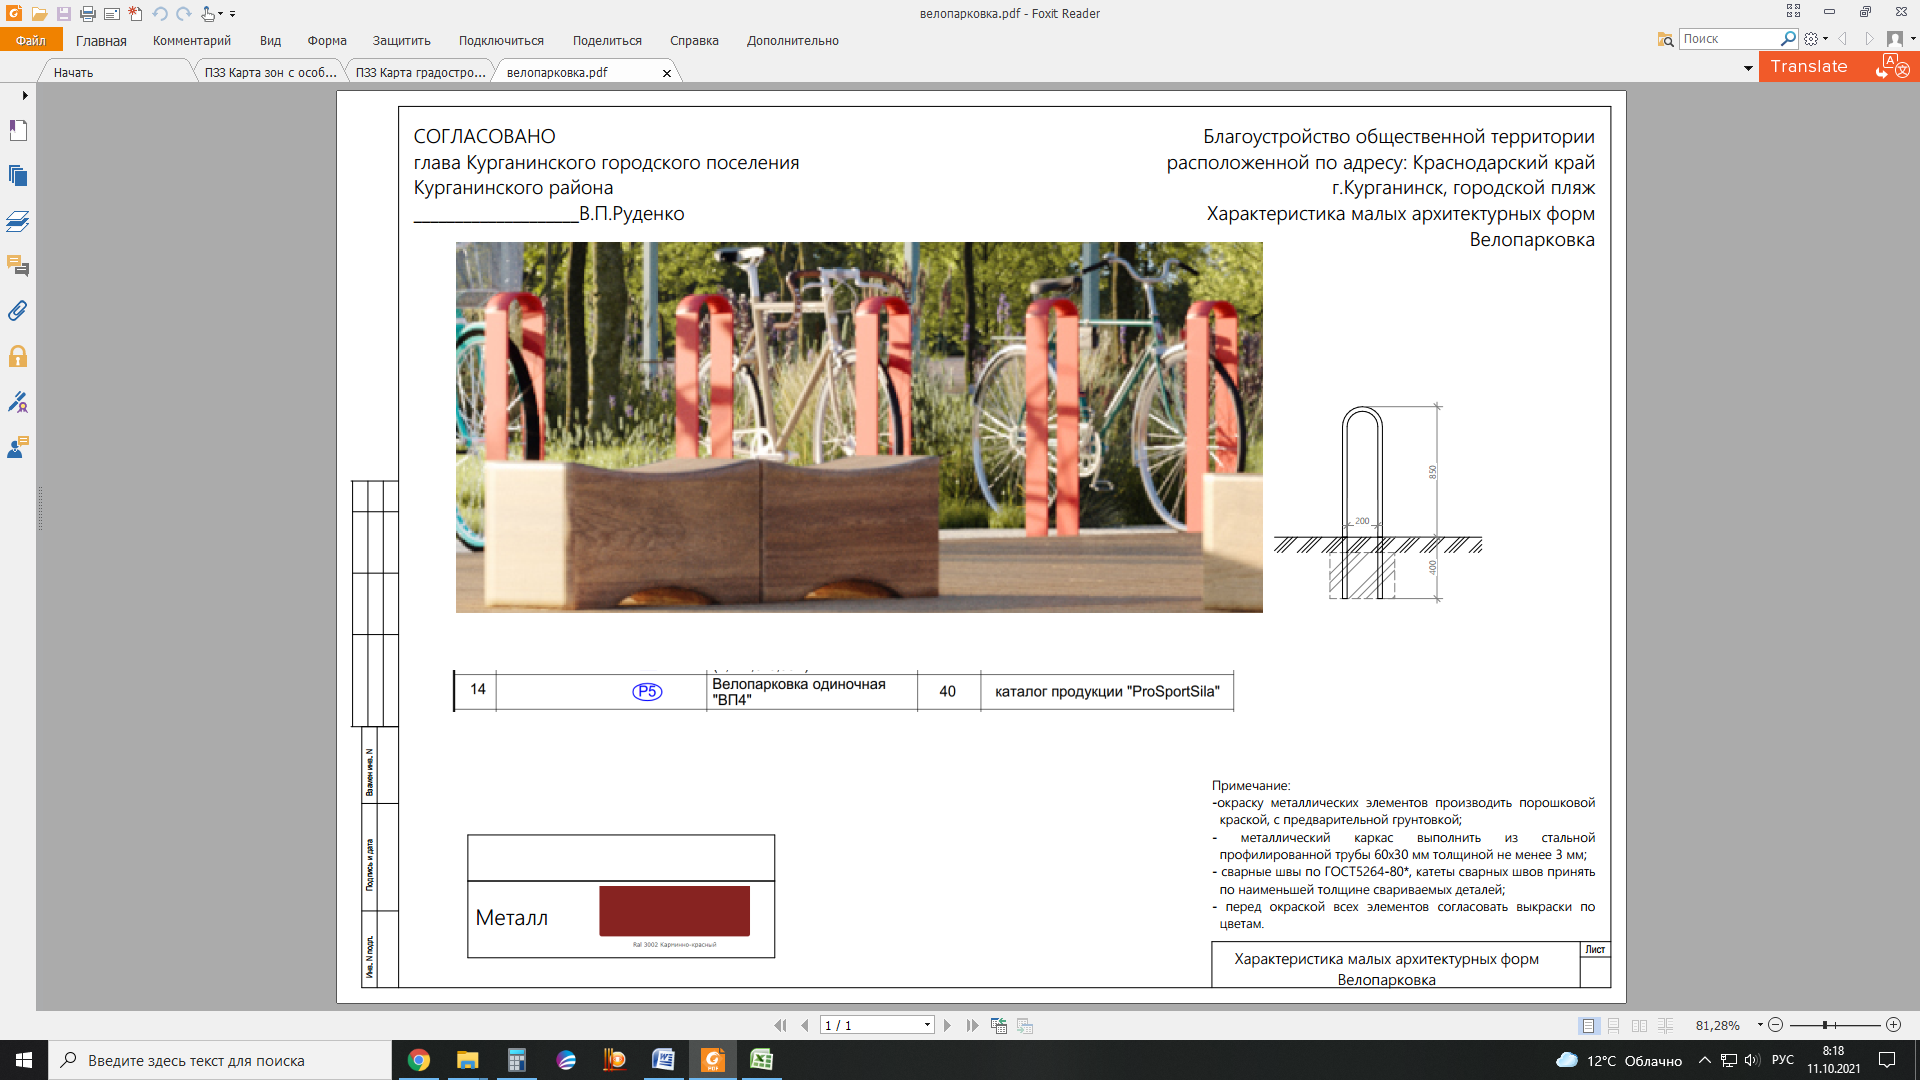 велопарковка.pdf - Foxit Reader
Файл
Главная
Комментарий
Вид
Форма
Защитить
Подключиться
Поделиться
Справка
Дополнительно
Поиск
Начать
ПЗЗ Карта зон с особ...
ПЗЗ Карта градостро...
велопарковка.pdf
Translate
СОГЛАСОВАНО
глава Курганинского городского поселения
Курганинского района
__________________В.П.Руденко
Благоустройство общественной территории
расположенной по адресу: Краснодарский край
г.Курганинск, городской пляж
Характеристика малых архитектурных форм
Велопарковка
850
200
400
14
P5
Велопарковка одиночная
"ВП4"
40
каталог продукции "ProSportSila"
Взамен инв. N
Подпись и дата
Инв. N подл.
Металл
Ral 3002 Карминно-красный
Примечание:
-окраску металлических элементов производить порошковой
краской, с предварительной грунтовкой;
- металлический каркас выполнить из стальной
профилированной трубы 60х30 мм толщиной не менее 3 мм;
- сварные швы по ГОСТ5264-80*, катеты сварных швов принять
по наименьшей толщине свариваемых деталей;
- перед окраской всех элементов согласовать выкраски по
цветам.
Характеристика малых архитектурных форм
Велопарковка
Лист
1 / 1
81,28%
Введите здесь текст для поиска
12°C Облачно
РУС
8:18
11.10.2021